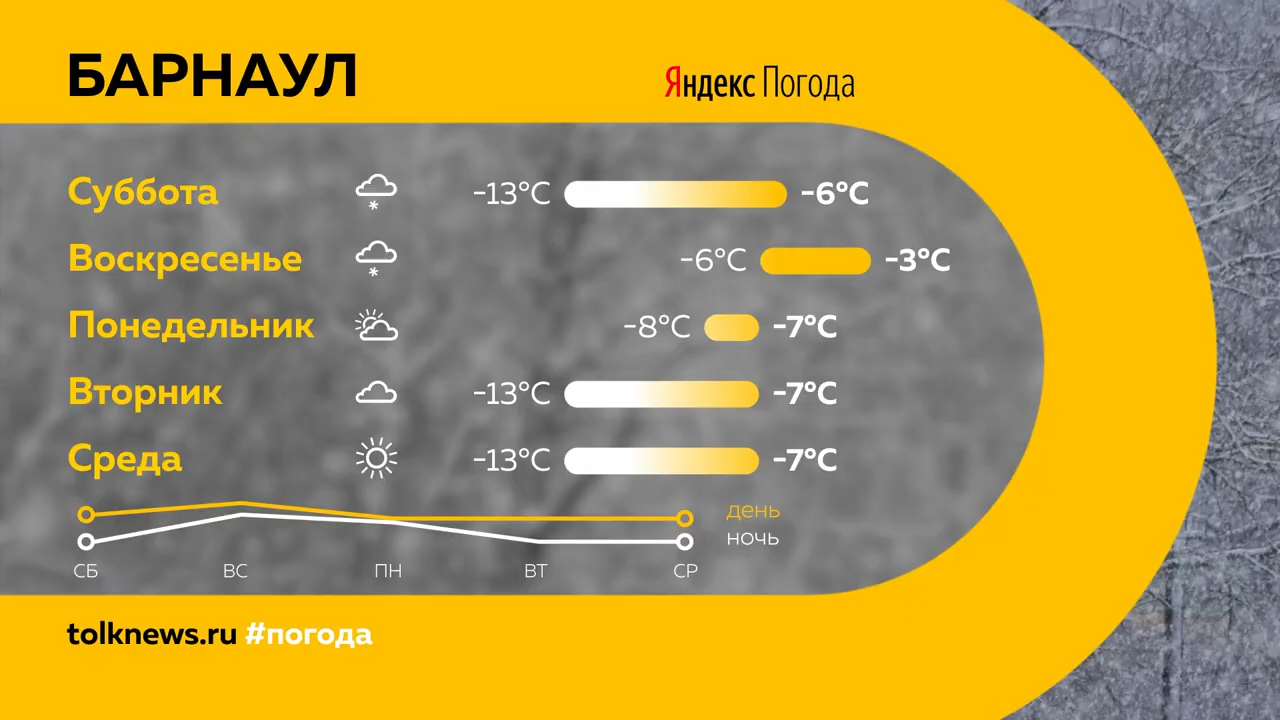 БАРНАУЛ
Яндекс Погода
Суббота -13°C -6°C
Воскресенье -6°C -3°C
Понедельник -8°C -7°C
Вторник -13°C -7°C
Среда -13°C -7°C
день
ночь
СБ ВС ПН ВТ СР
tolknews.ru #погода